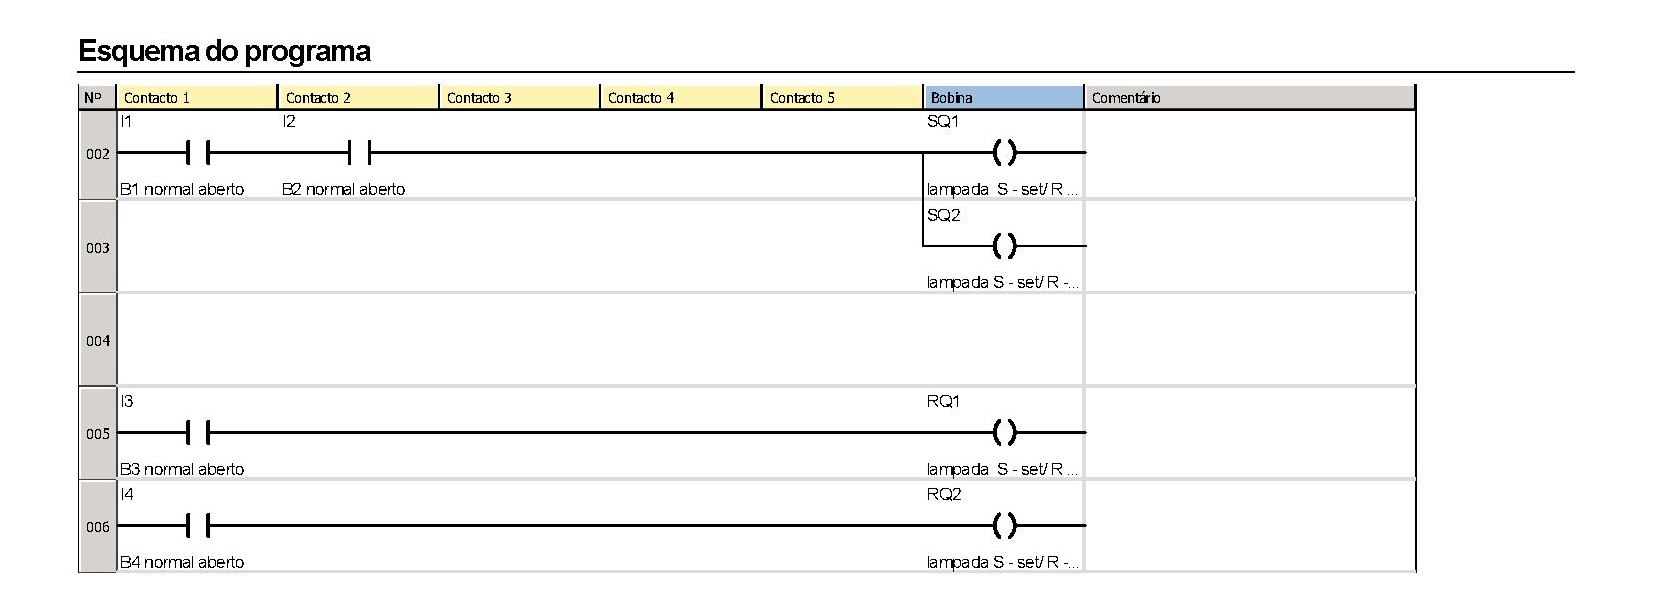 Esquema do programa
Nº Contacto 1 Contacto 2 Contacto 3 Contacto 4 Contacto 5 Bobina Comentário
I1 I2 SQ1
002
B1 normal aberto B2 normal aberto lampada S - set/ R ...
SQ2
003
lampada S - set/ R -...
004
I3 RQ1
005
B3 normal aberto lampada S - set/ R ...
I4 RQ2
006
B4 normal aberto lampada S - set/ R -...